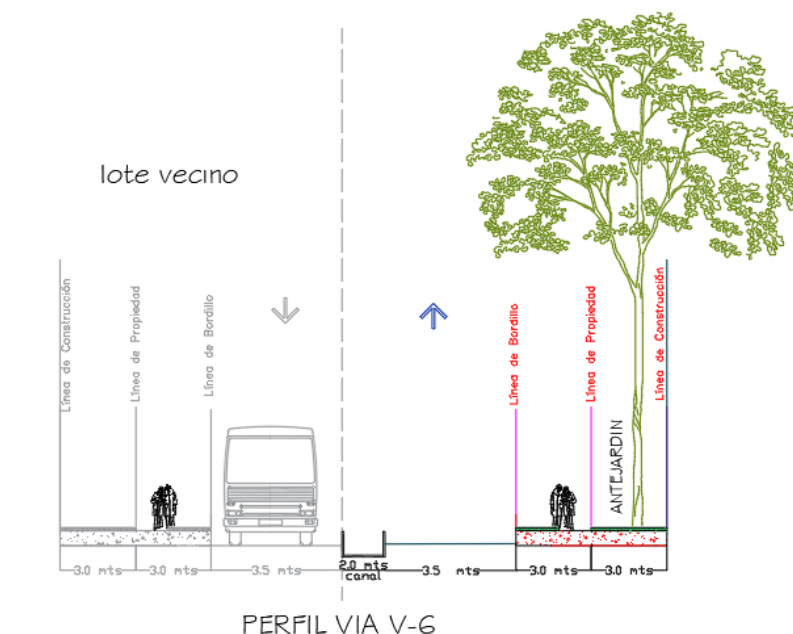 lote vecino
Línea de Construcción
Línea de Propiedad
Línea de Bordillo
Línea de Bordillo
Línea de Propiedad
Línea de Construcción
ANTEJARDIN
3.0 mts
3.0 mts
3.5 mts
2.0 mts
canal
3.5 mts
3.0 mts
3.0 mts
PERFIL VIA V-6